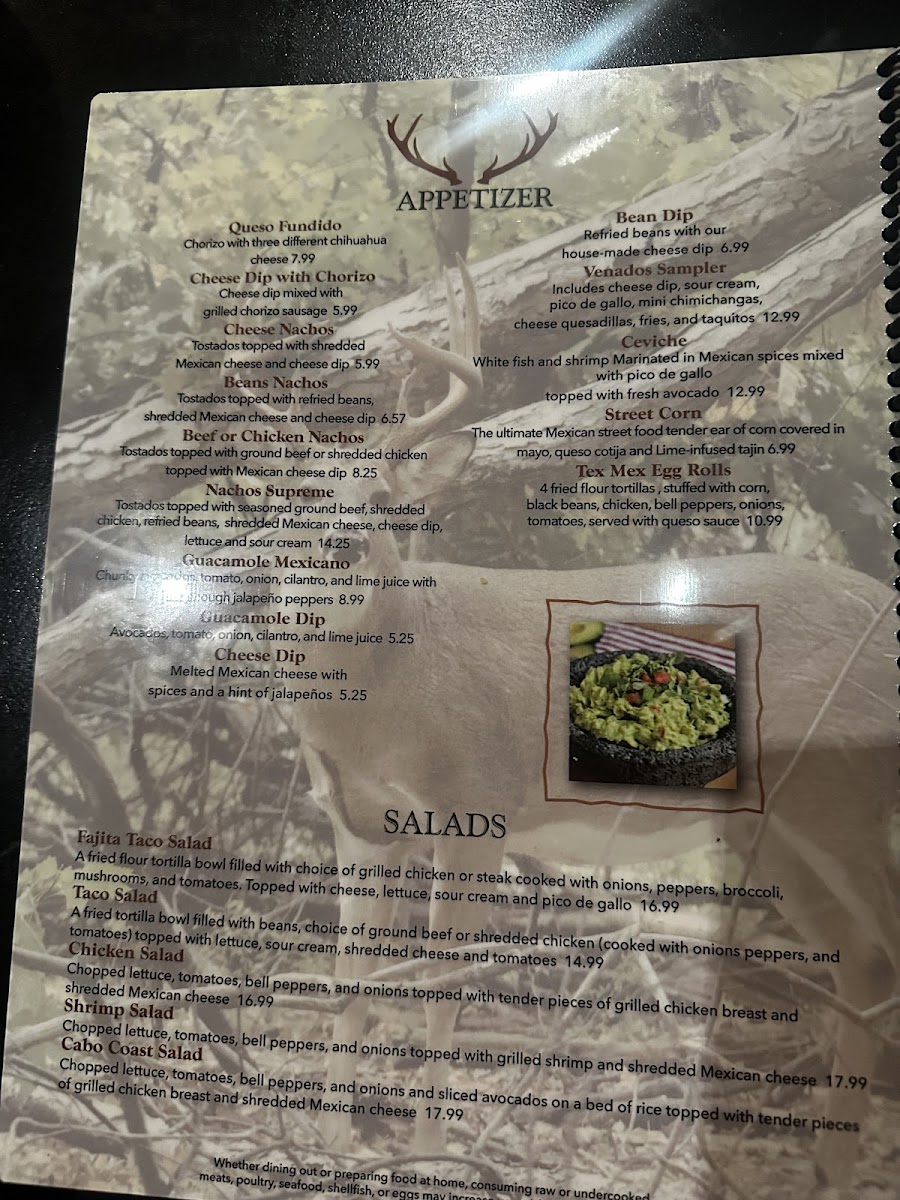 APPETIZER
Queso Fundido
Chorizo with three different chihuahua
cheese 7.99
Cheese Dip with Chorizo
Cheese dip mixed with
grilled chorizo sausage 5.99
Cheese Nachos
Tostados topped with shredded
Mexican cheese and cheese dip 5.99
Beans Nachos
Tostados topped with refried beans,
shredded Mexican cheese and cheese dip 6.57
Beef or Chicken Nachos
Tostados topped with ground beef or shredded chicken
topped with Mexican cheese dip 8.25
Nachos Supreme
Tostados topped with seasoned ground beef, shredded
chicken, refried beans, shredded Mexican cheese, cheese dip,
lettuce and sour cream 14.25
Guacamole Mexicano
Chunky avocados, tomato, onion, cilantro, and lime juice with
enough jalapeño peppers 8.99
Guacamole Dip
Avocados, tomato, onion, cilantro, and lime juice 5.25
Cheese Dip
Melted Mexican cheese with
spices and a hint of jalapeños 5.25
Bean Dip
Refried beans with our
house-made cheese dip 6.99
Venados Sampler
Includes cheese dip, sour cream,
pico de gallo, mini chimichangas,
cheese quesadillas, fries, and taquitos 12.99
Ceviche
White fish and shrimp Marinated in Mexican spices mixed
with pico de gallo
topped with fresh avocado 12.99
Street Corn
The ultimate Mexican street food tender ear of corn covered in
mayo, queso cotija and Lime-infused tajin 6.99
Tex Mex Egg Rolls
4 fried flour tortillas , stuffed with corn,
black beans, chicken, bell peppers, onions,
tomatoes, served with queso sauce 10.99
SALADS
Fajita Taco Salad
A fried flour tortilla bowl filled with choice of grilled chicken or steak cooked with onions, peppers, broccoli,
mushrooms, and tomatoes. Topped with cheese, lettuce, sour cream and pico de gallo 16.99
Taco Salad
A fried tortilla bowl filled with beans, choice of ground beef or shredded chicken (cooked with onions peppers, and
tomatoes) topped with lettuce, sour cream, shredded cheese and tomatoes 14.99
Chicken Salad
Chopped lettuce, tomatoes, bell peppers, and onions topped with tender pieces of grilled chicken breast and
shredded Mexican cheese 16.99
Shrimp Salad
Chopped lettuce, tomatoes, bell peppers, and onions topped with grilled shrimp and shredded Mexican cheese 17.99
Cabo Coast Salad
Chopped lettuce, tomatoes, bell peppers, and onions and sliced avocados on a bed of rice topped with tender pieces
of grilled chicken breast and shredded Mexican cheese 17.99
Whether dining out or preparing food at home, consuming raw or undercooked
meats, poultry, seafood, shellfish, or eggs may